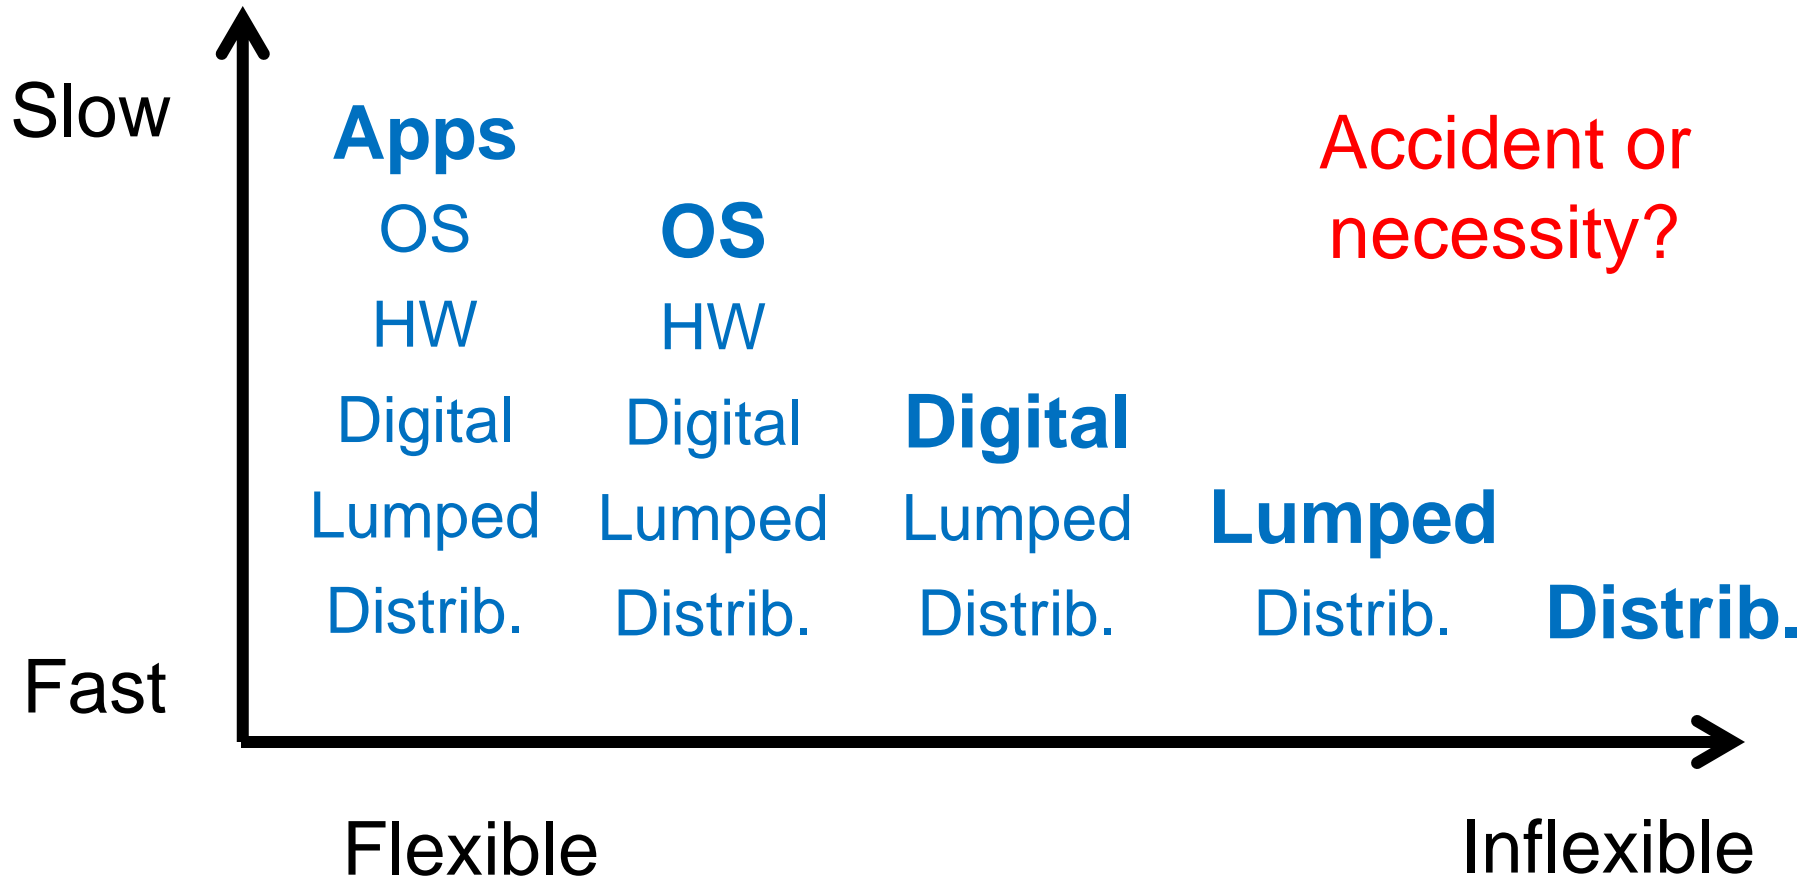 Slow
Apps
Accident or
necessity?
OS
OS
HW
HW
Digital
Digital
Digital
Lumped
Lumped
Lumped
Lumped
Distrib.
Distrib.
Distrib.
Distrib.
Distrib.
Fast
Flexible
Inflexible